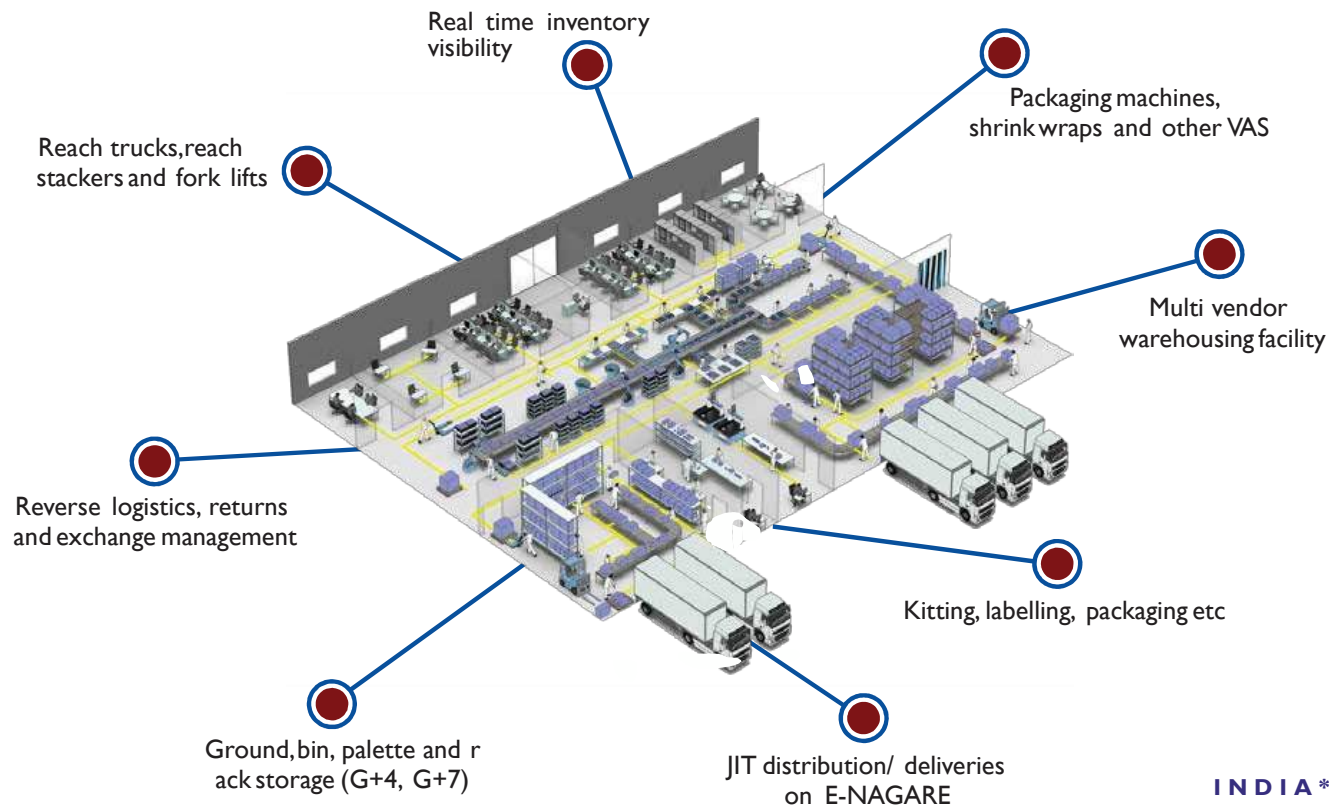 Real time inventory
visibility
Packaging machines,
shrink wraps and other VAS
Reach trucks,reach
stackers and fork lifts
Multi vendor
warehousing facility
Reverse logistics, returns
and exchange management
Kitting, labelling, packaging etc
Ground,bin, palette and r
ack storage (G+4, G+7)
JIT distribution/ deliveries
on E-NAGARE
INDIA*